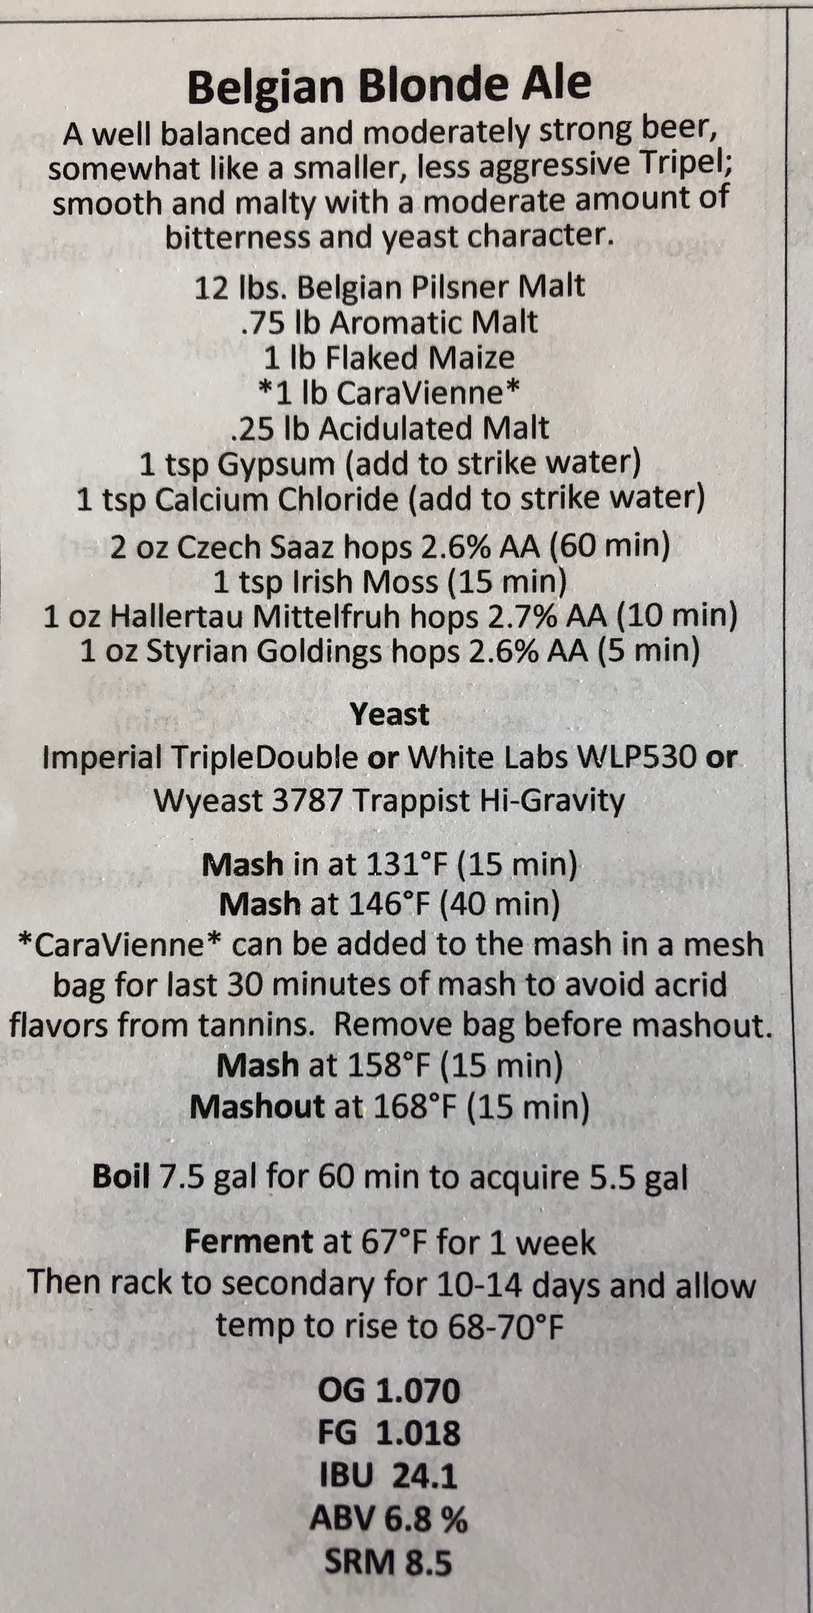 Belgian Blonde Ale
A well balanced and moderately strong beer,
somewhat like a smaller, less aggressive Tripel;
smooth and malty with a moderate amount of
bitterness and yeast character.
12 lbs. Belgian Pilsner Malt
.75 lb Aromatic Malt
1 lb Flaked Maize
*1 lb CaraVienne*
.25 lb Acidulated Malt
1 tsp Gypsum (add to strike water)
1 tsp Calcium Chloride (add to strike water)
2 oz Czech Saaz hops 2.6% AA (60 min)
1 tsp Irish Moss (15 min)
1 oz Hallertau Mittelfruh hops 2.7% AA (10 min)
1 oz Styrian Goldings hops 2.6% AA (5 min)
Yeast
Imperial TripleDouble or White Labs WLP530 or
Wyeast 3787 Trappist Hi-Gravity
Mash in at 131°F (15 min)
Mash at 146°F (40 min)
*CaraVienne* can be added to the mash in a mesh
bag for last 30 minutes of mash to avoid acrid
flavors from tannins. Remove bag before mashout.
Mash at 158°F (15 min)
Mashout at 168°F (15 min)
Boil 7.5 gal for 60 min to acquire 5.5 gal
Ferment at 67°F for 1 week
Then rack to secondary for 10-14 days and allow
temp to rise to 68-70°F
OG 1.070
FG 1.018
IBU 24.1
ABV 6.8 %
SRM 8.5